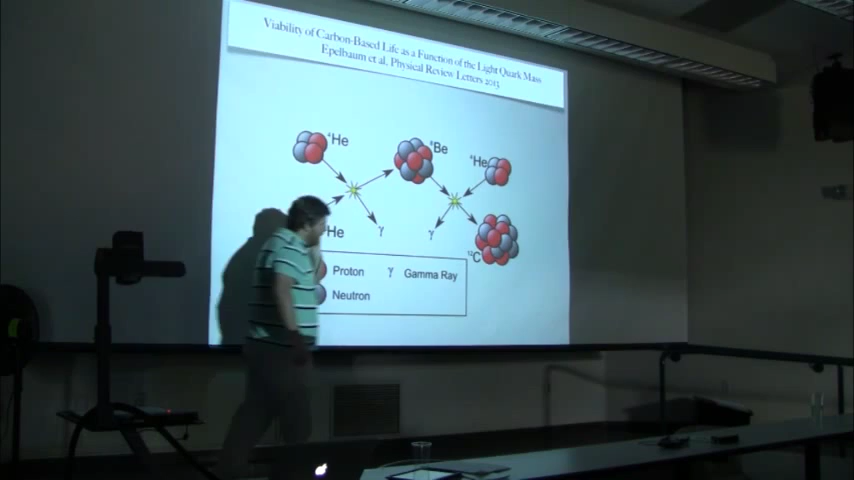 Viability of Carbon-Based Life as a Function of the Light Quark Mass
Epelbaum et al, Physical Review Letters 2013
⁴He
⁸Be
⁴He
He
γ
γ
¹²C
Proton
γ
Gamma Ray
Neutron